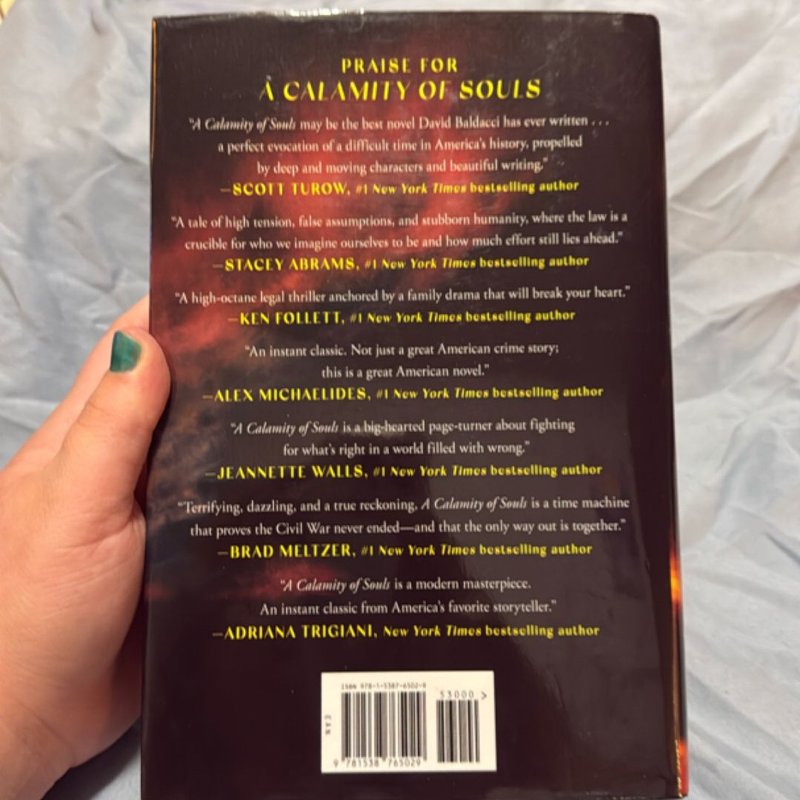 PRAISE FOR
A CALAMITY OF SOULS
"A Calamity of Souls may be the best novel David Baldacci has ever written . . .
a perfect evocation of a difficult time in America's history, propelled
by deep and moving characters and beautiful writing."
—SCOTT TUROW, #1 New York Times bestselling author
"A tale of high tension, false assumptions, and stubborn humanity, where the law is a
crucible for who we imagine ourselves to be and how much effort still lies ahead."
—STACEY ABRAMS, #1 New York Times bestselling author
"A high-octane legal thriller anchored by a family drama that will break your heart."
—KEN FOLLETT, #1 New York Times bestselling author
"An instant classic. Not just a great American crime story;
this is a great American novel."
—ALEX MICHAELIDES, #1 New York Times bestselling author
"A Calamity of Souls is a big-hearted page-turner about fighting
for what's right in a world filled with wrong."
—JEANNETTE WALLS, #1 New York Times bestselling author
"Terrifying, dazzling, and a true reckoning, A Calamity of Souls is a time machine
that proves the Civil War never ended—and that the only way out is together."
—BRAD MELTZER, #1 New York Times bestselling author
"A Calamity of Souls is a modern masterpiece.
An instant classic from America's favorite storyteller."
—ADRIANA TRIGIANI, New York Times bestselling author
ISBN 978-1-5387-6502-9
53000 >
EAN
9 781538 765029